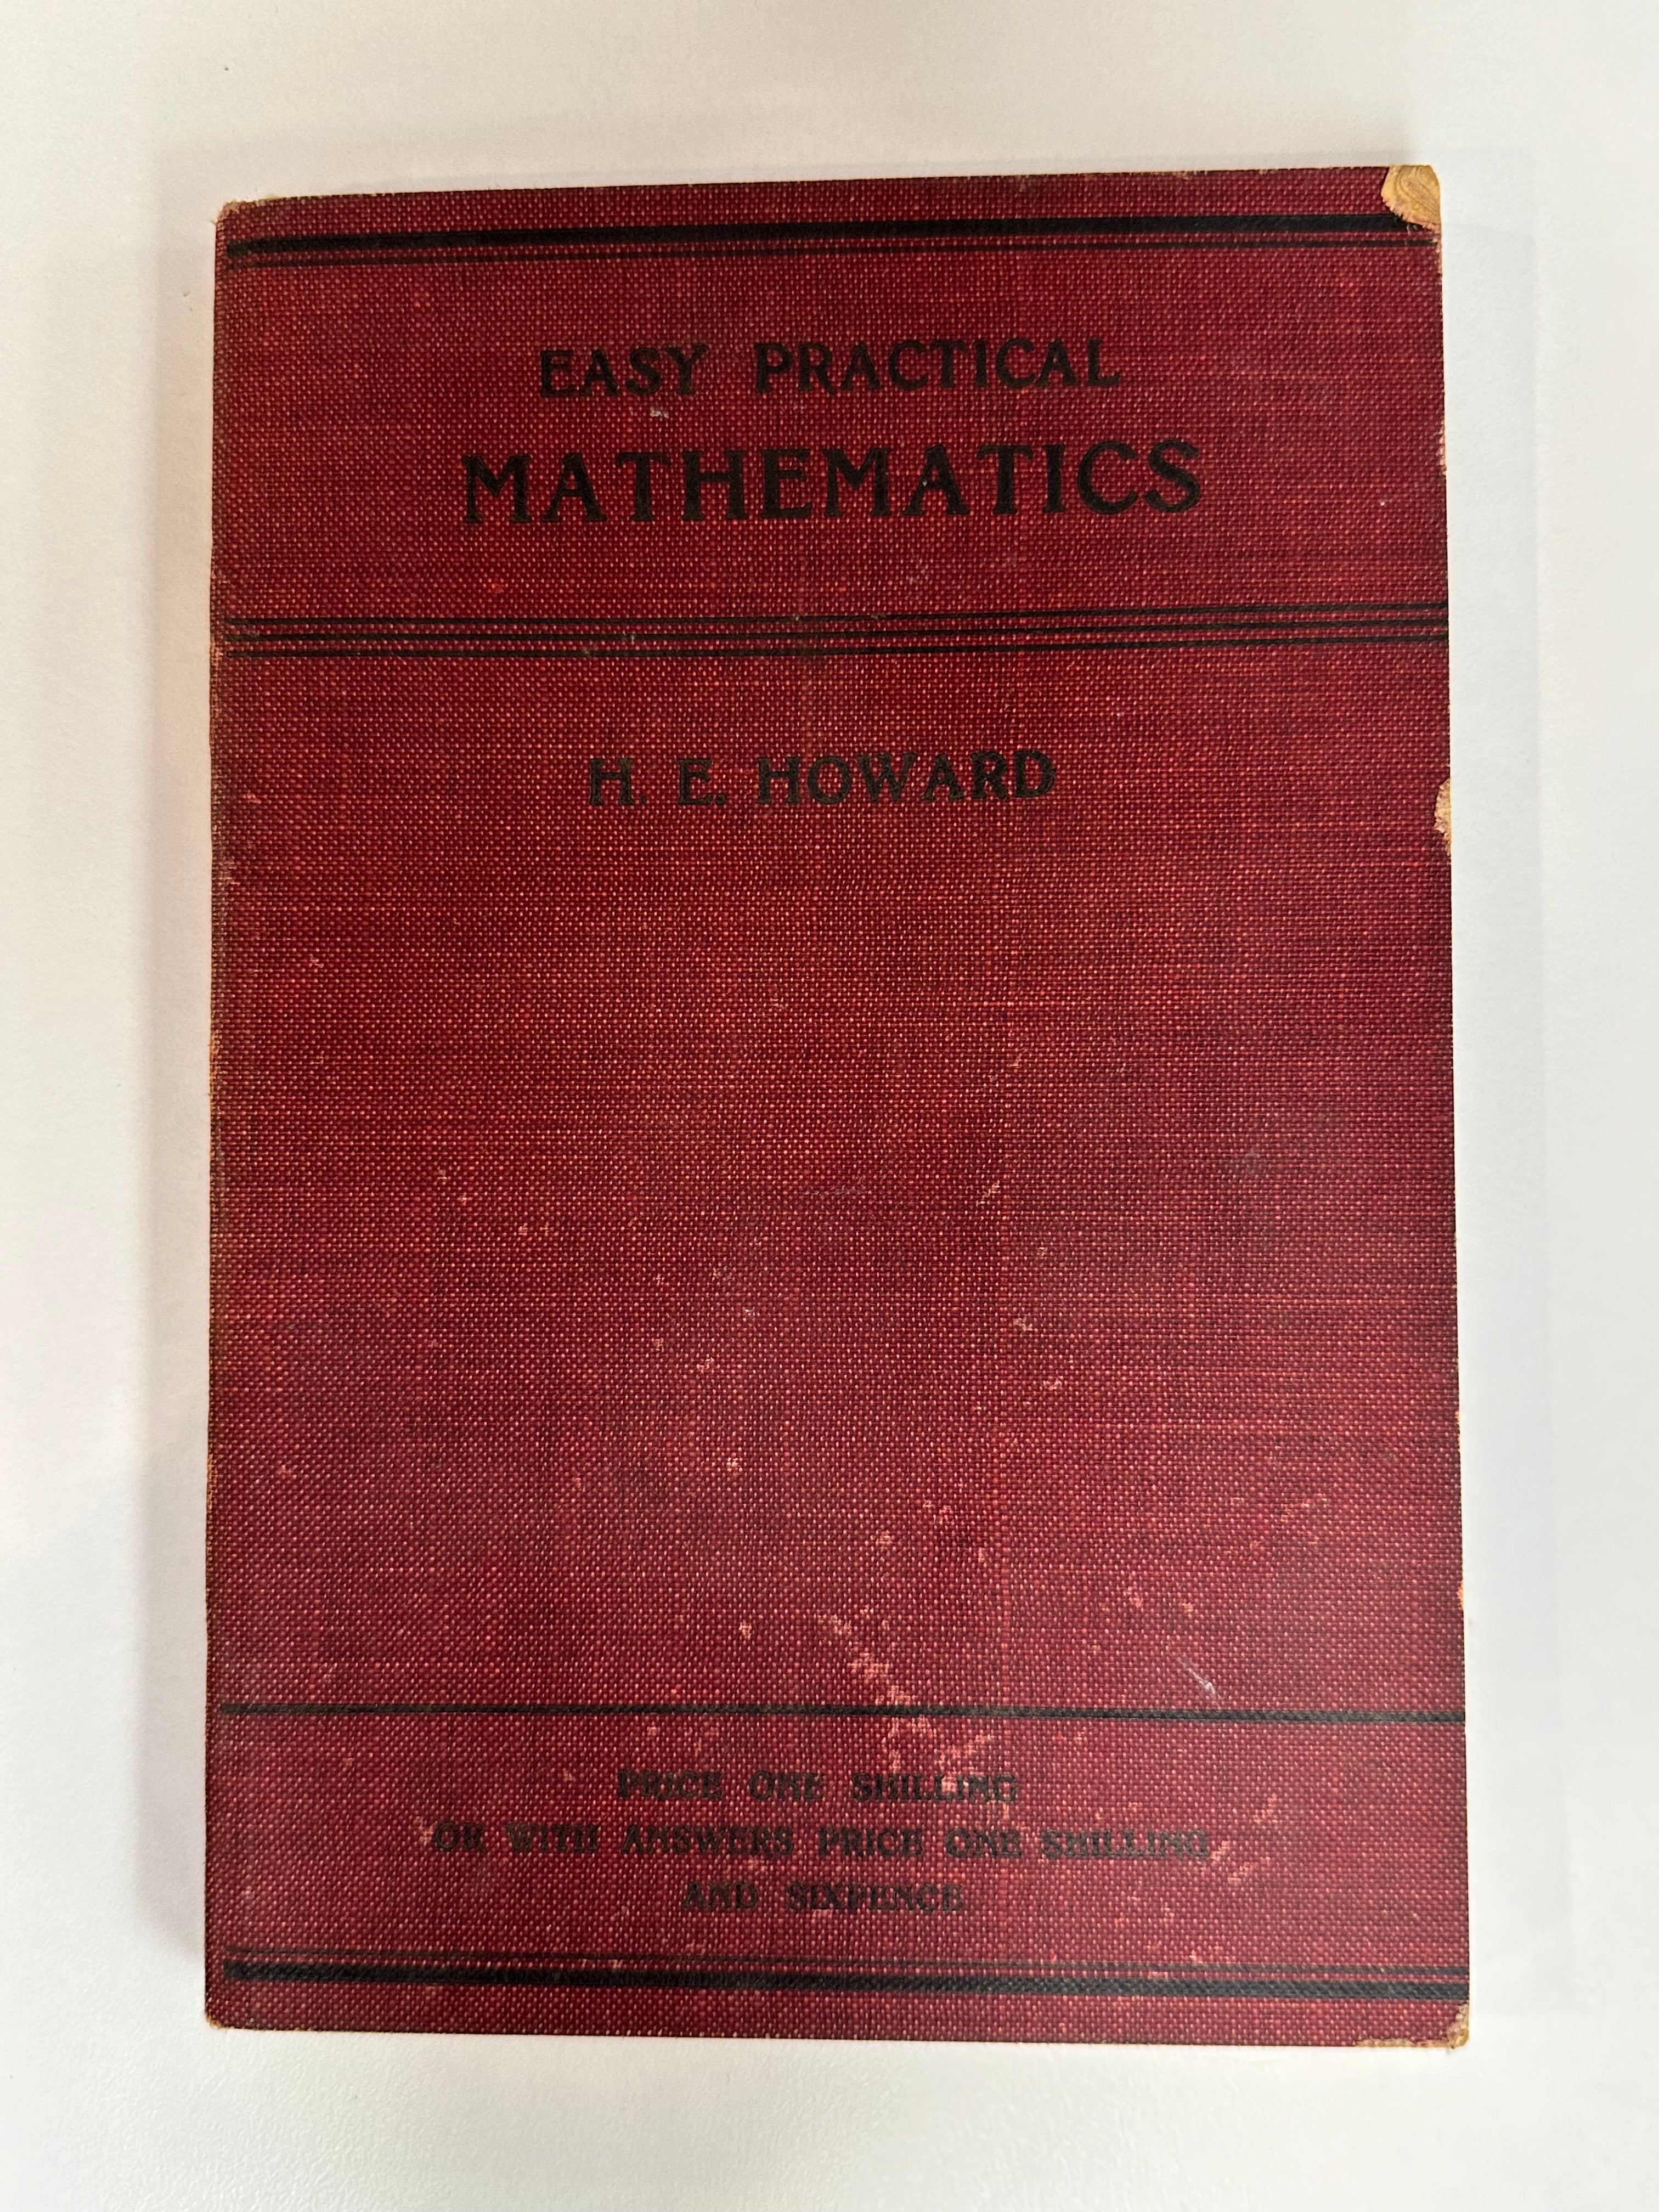 EASY PRACTICAL
MATHEMATICS
H. E. HOWARD
PRICE ONE SHILLING
OR WITH ANSWERS PRICE ONE SHILLING
AND SIXPENCE